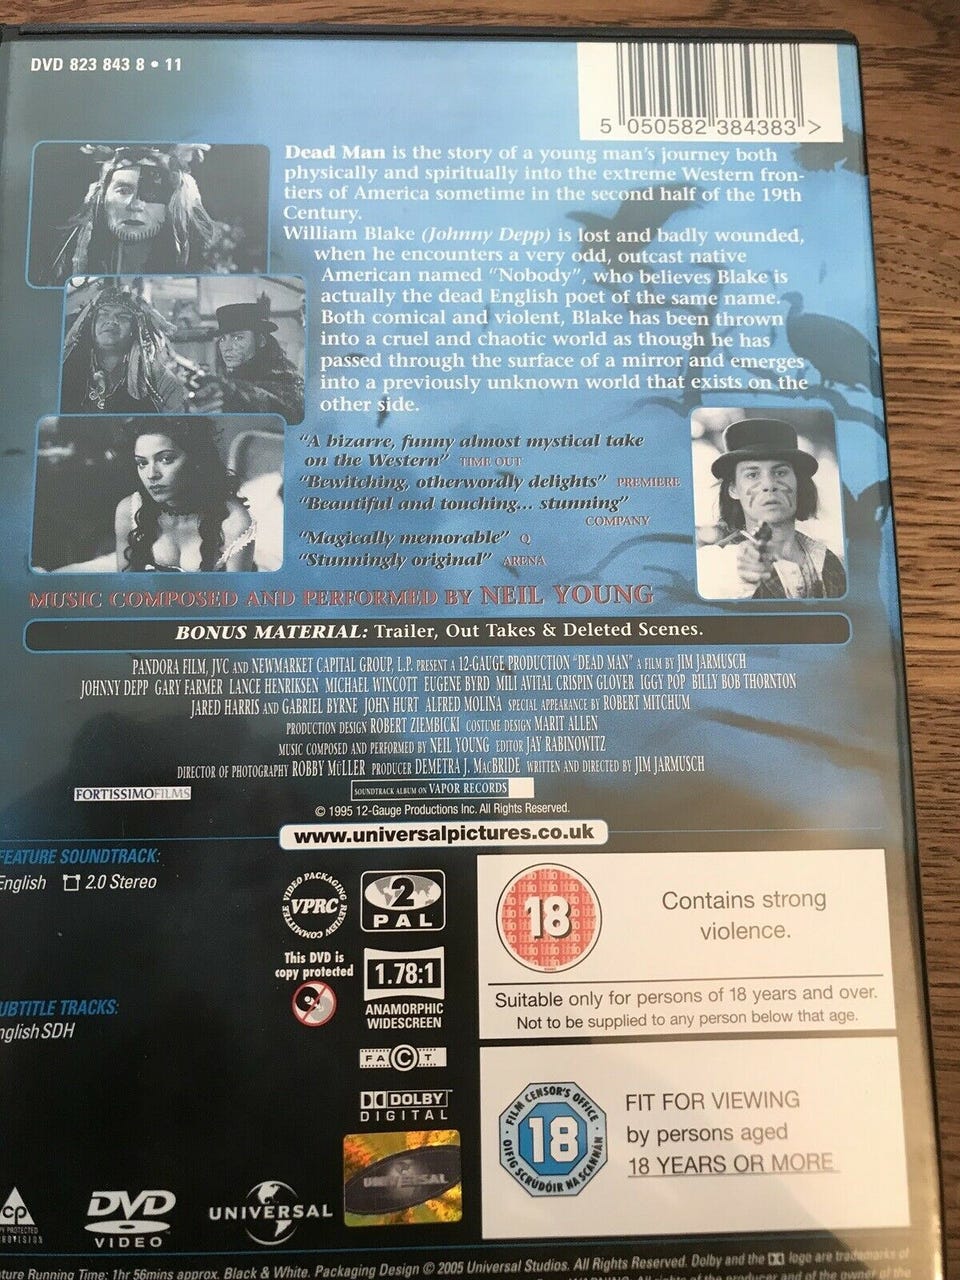 DVD 823 843 8 • 11
5 050582 384383 >
Dead Man is the story of a young man's journey both
physically and spiritually into the extreme Western fron-
tiers of America sometime in the second half of the 19th
Century.
William Blake (Johnny Depp) is lost and badly wounded,
when he encounters a very odd, outcast native
American named "Nobody", who believes Blake is
actually the dead English poet of the same name.
Both comical and violent, Blake has been thrown
into a cruel and chaotic world as though he has
passed through the surface of a mirror and emerges
into a previously unknown world that exists on the
other side.
"A bizarre, funny almost mystical take
on the Western" TIME OUT
"Bewitching, otherwordly delights" PREMIERE
"Beautiful and touching... stunning"
COMPANY
"Magically memorable" Q
"Stunningly original" ARENA
MUSIC COMPOSED AND PERFORMED BY NEIL YOUNG
BONUS MATERIAL: Trailer, Out Takes & Deleted Scenes.
PANDORA FILM, JVC AND NEWMARKET CAPITAL GROUP, L.P. PRESENT A 12-GAUGE PRODUCTION "DEAD MAN" A FILM BY JIM JARMUSCH
JOHNNY DEPP GARY FARMER LANCE HENRIKSEN MICHAEL WINCOTT EUGENE BYRD MILI AVITAL CRISPIN GLOVER IGGY POP BILLY BOB THORNTON
JARED HARRIS AND GABRIEL BYRNE JOHN HURT ALFRED MOLINA SPECIAL APPEARANCE BY ROBERT MITCHUM
PRODUCTION DESIGN ROBERT ZIEMBICKI COSTUME DESIGN MARIT ALLEN
MUSIC COMPOSED AND PERFORMED BY NEIL YOUNG EDITOR JAY RABINOWITZ
DIRECTOR OF PHOTOGRAPHY ROBBY MÜLLER PRODUCER DEMETRA J. MACBRIDE WRITTEN AND DIRECTED BY JIM JARMUSCH
FORTISSIMO FILMS
SOUNDTRACK ALBUM ON VAPOR RECORDS
© 1995 12-Gauge Productions Inc. All Rights Reserved.
www.universalpictures.co.uk
FEATURE SOUNDTRACK:
English 2.0 Stereo
UBTITLE TRACKS:
nglish SDH
VIDEO PACKAGING REVIEW COMMITTEE
VPRC
2
PAL
This DVD is
copy protected
1.78:1
ANAMORPHIC
WIDESCREEN
FACT
DOLBY
DIGITAL
UNIVERSAL
18
Contains strong
violence.
Suitable only for persons of 18 years and over.
Not to be supplied to any person below that age.
FILM CENSOR'S OFFICE
18
OIFIG SCRÚDÓIR NA SCANNÁN
FIT FOR VIEWING
by persons aged
18 YEARS OR MORE
CP
DVD
VIDEO
UNIVERSAL
ture Running Time: 1hr 56mins approx. Black & White. Packaging Design © 2005 Universal Studios. All Rights Reserved. Dolby and the logo are trademarks of